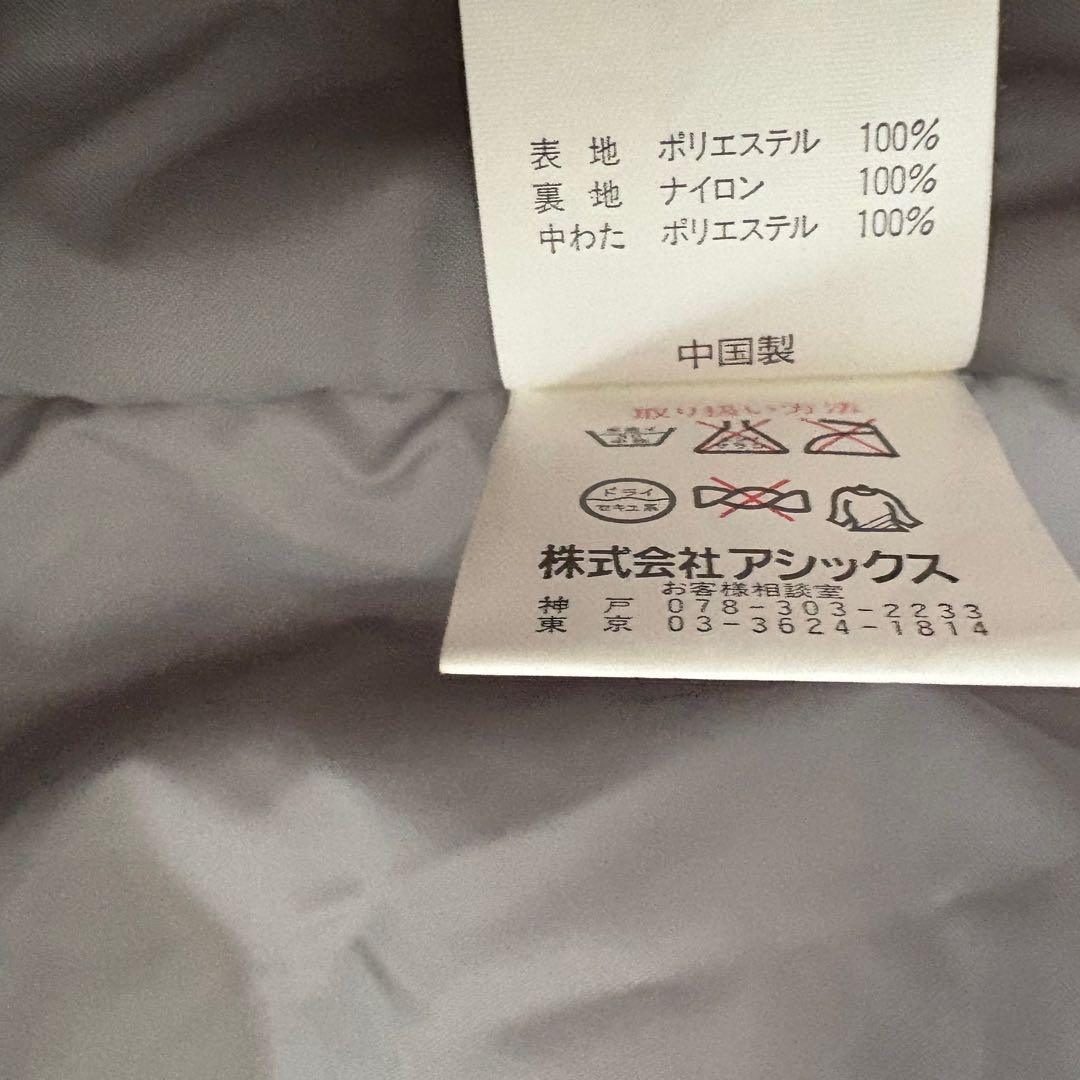 表地 ポリエステル 100%
裏地 ナイロン 100%
中わた ポリエステル 100%
中国製
取り扱い方法
ドライ
セキユ系
株式会社アシックス
お客様相談室
神戸 078-303-2233
東京 03-3624-1814